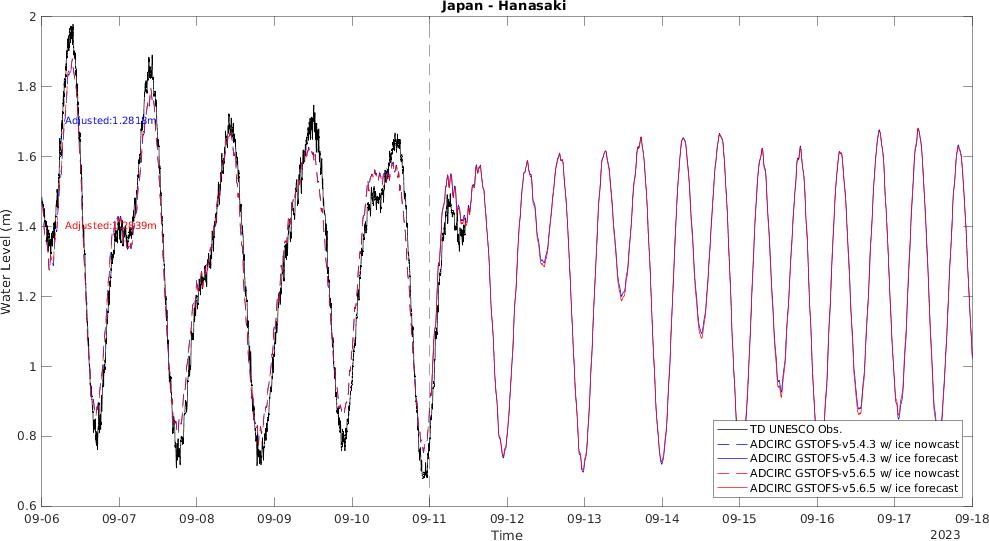 Japan - Hanasaki
2
1.8
1.6
1.4
1.2
1
0.8
0.6
Water Level (m)
Adjusted:1.2818m
Adjusted:1.2939m
TD UNESCO Obs.
ADCIRC GSTOFS-v5.4.3 w/ ice nowcast
ADCIRC GSTOFS-v5.4.3 w/ ice forecast
ADCIRC GSTOFS-v5.6.5 w/ ice nowcast
ADCIRC GSTOFS-v5.6.5 w/ ice forecast
09-06 09-07 09-08 09-09 09-10 09-11 09-12 09-13 09-14 09-15 09-16 09-17 09-18
Time
2023